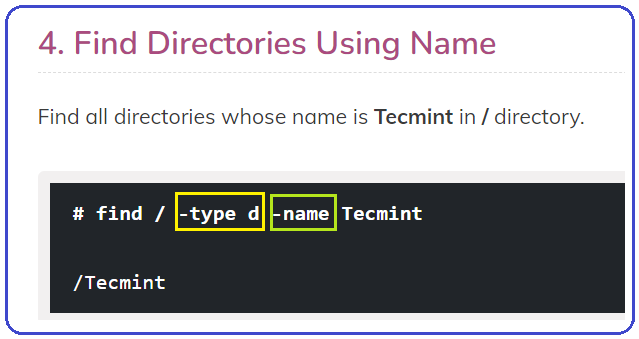 4. Find Directories Using Name
Find all directories whose name is Tecmint in / directory.
# find / -type d -name Tecmint
/Tecmint